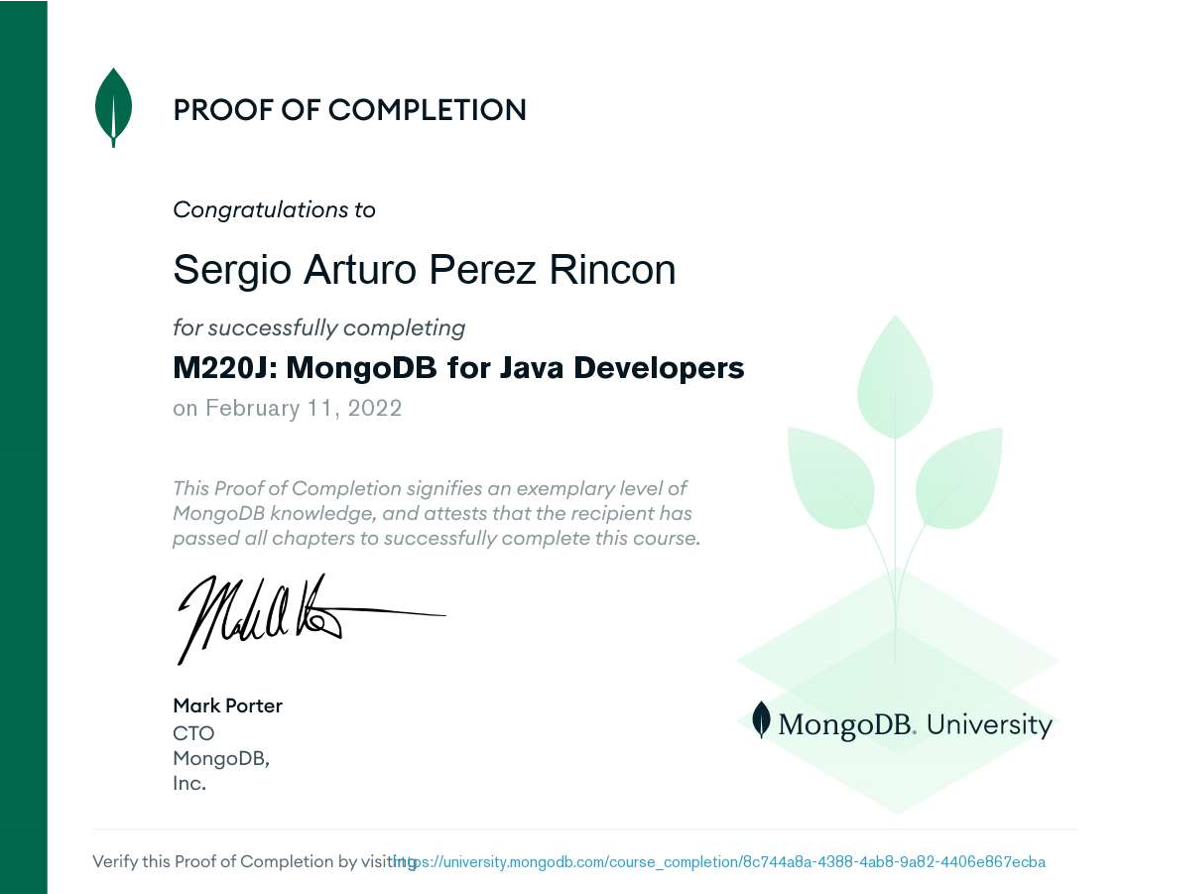 PROOF OF COMPLETION
Congratulations to
Sergio Arturo Perez Rincon
for successfully completing
M220J: MongoDB for Java Developers
on February 11, 2022
This Proof of Completion signifies an exemplary level of
MongoDB knowledge, and attests that the recipient has
passed all chapters to successfully complete this course.
Mark Porter
CTO
MongoDB,
Inc.
MongoDB. University
Verify this Proof of Completion by visiting https://university.mongodb.com/course_completion/8c744a8a-4388-4ab8-9a82-4406e867ecba